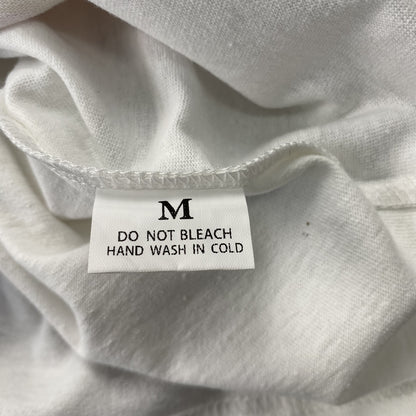 M
DO NOT BLEACH
HAND WASH IN COLD